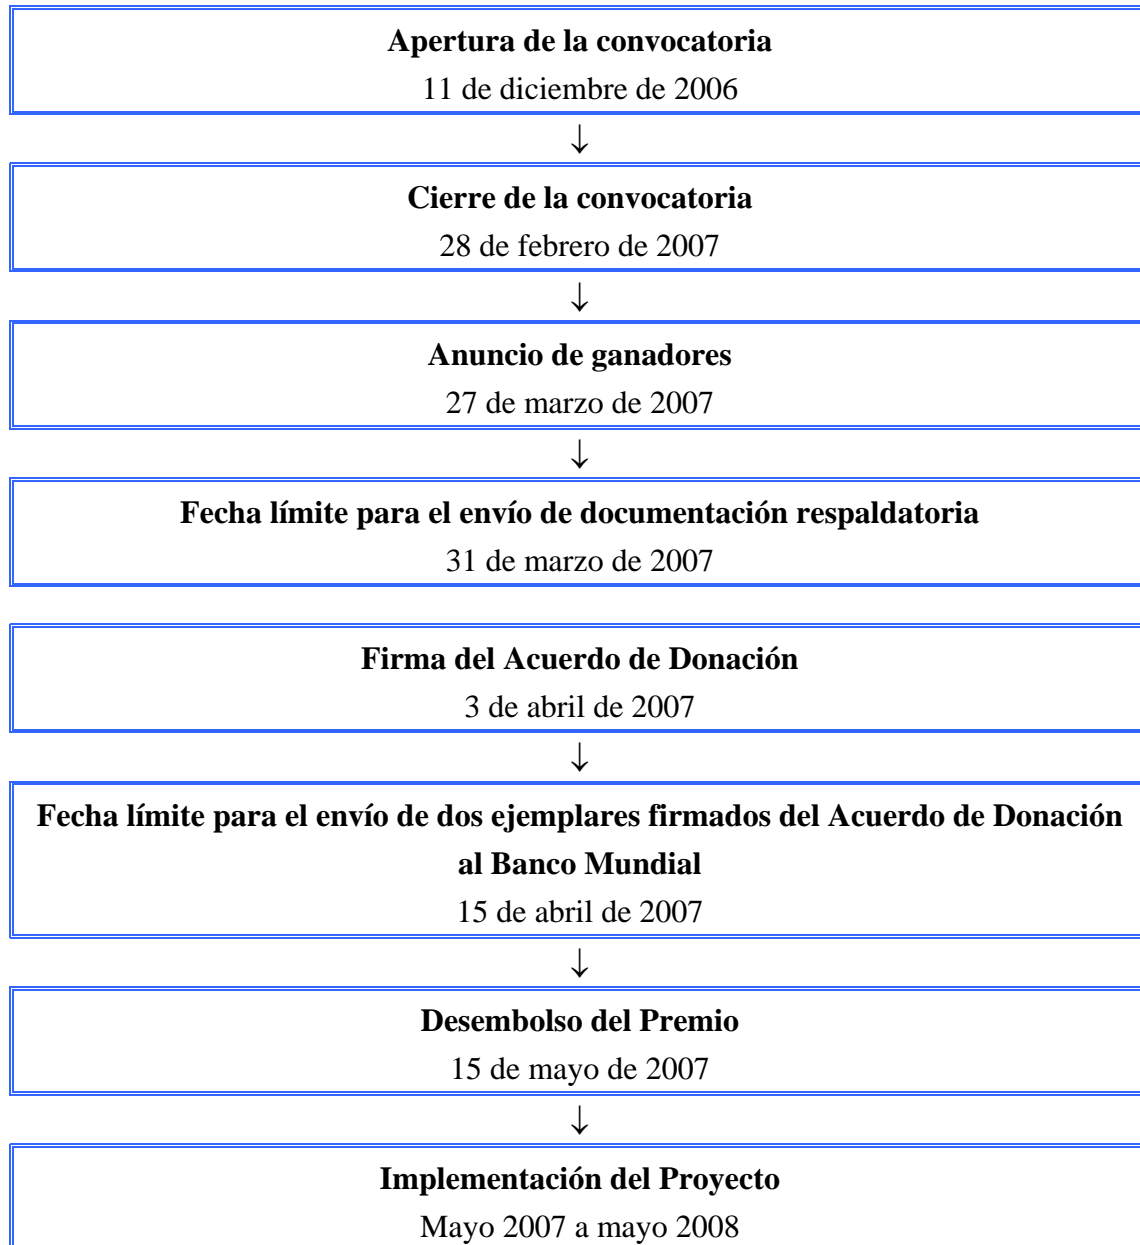 Apertura de la convocatoria
11 de diciembre de 2006
↓
Cierre de la convocatoria
28 de febrero de 2007
↓
Anuncio de ganadores
27 de marzo de 2007
↓
Fecha límite para el envío de documentación respaldatoria
31 de marzo de 2007
Firma del Acuerdo de Donación
3 de abril de 2007
↓
Fecha límite para el envío de dos ejemplares firmados del Acuerdo de Donación
al Banco Mundial
15 de abril de 2007
↓
Desembolso del Premio
15 de mayo de 2007
↓
Implementación del Proyecto
Mayo 2007 a mayo 2008